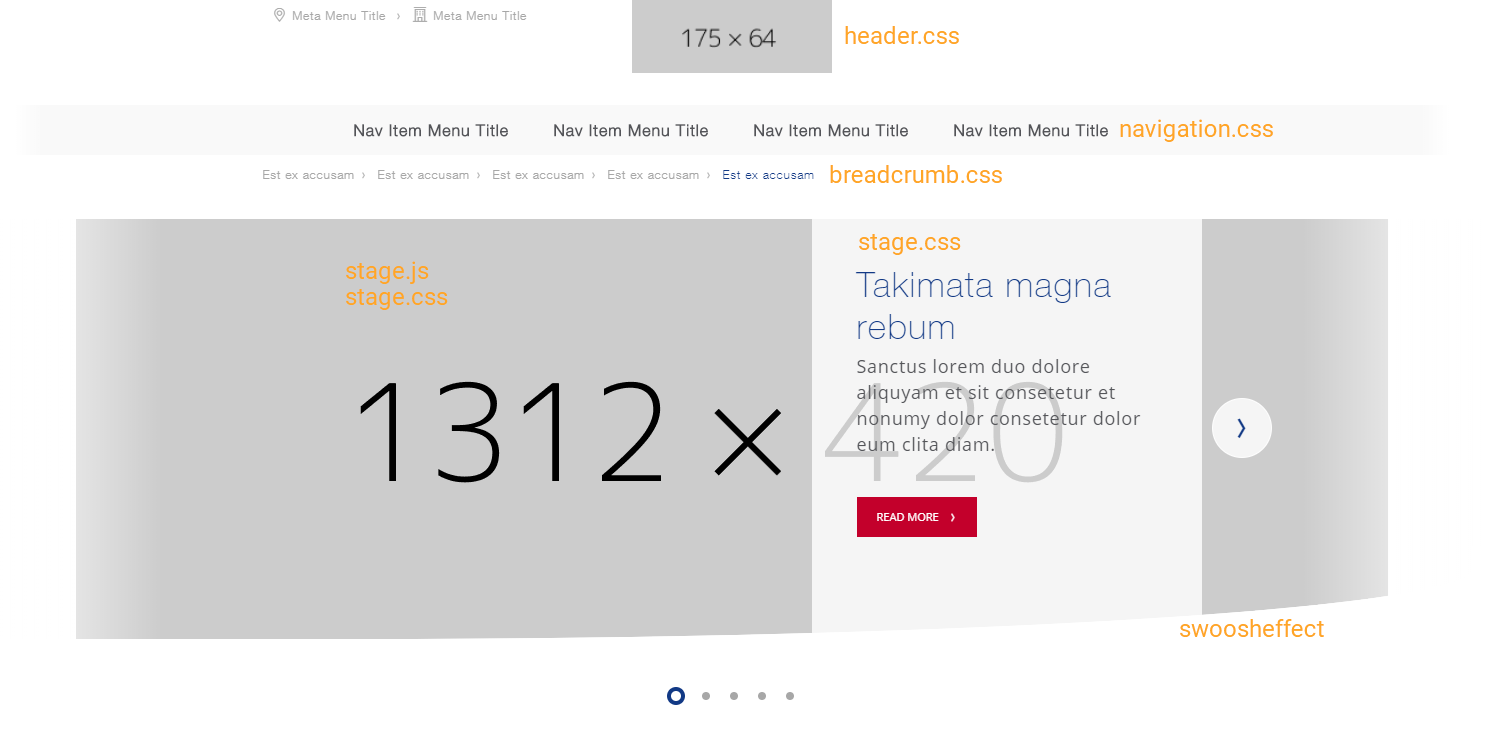 Meta Menu Title › Meta Menu Title
175 × 64
header.css
Nav Item Menu Title Nav Item Menu Title Nav Item Menu Title Nav Item Menu Title navigation.css
Est ex accusam › Est ex accusam › Est ex accusam › Est ex accusam › Est ex accusam breadcrumb.css
stage.js
stage.css
1312 × 420
stage.css
Takimata magna
rebum
Sanctus lorem duo dolore
aliquyam et sit consetetur et
nonumy dolor consetetur dolor
eum clita diam.
READ MORE ›
swoosheffect